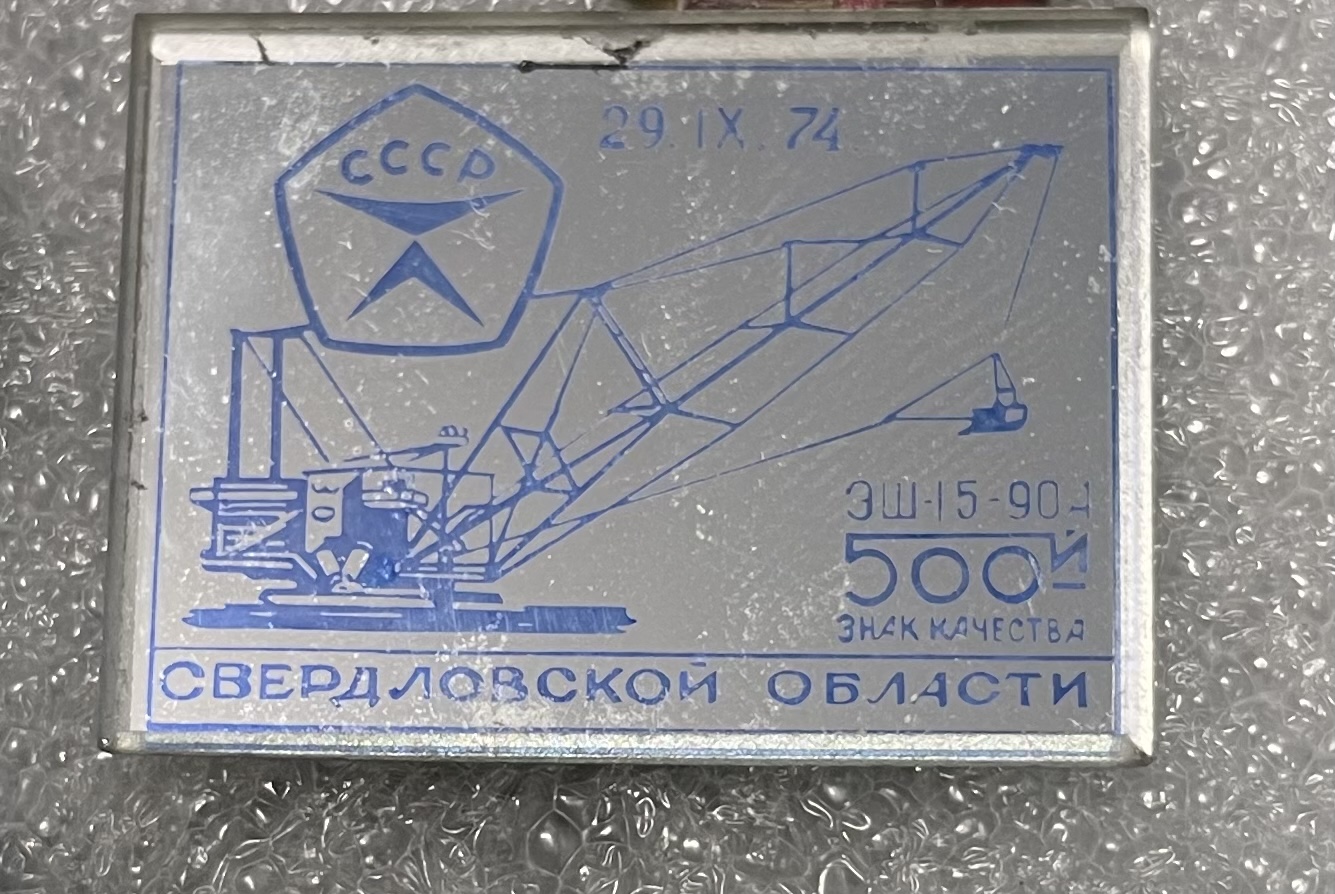 СССР
29.IX.74
ЭШ-15-90А
500Й
ЗНАК КАЧЕСТВА
СВЕРДЛОВСКОЙ ОБЛАСТИ